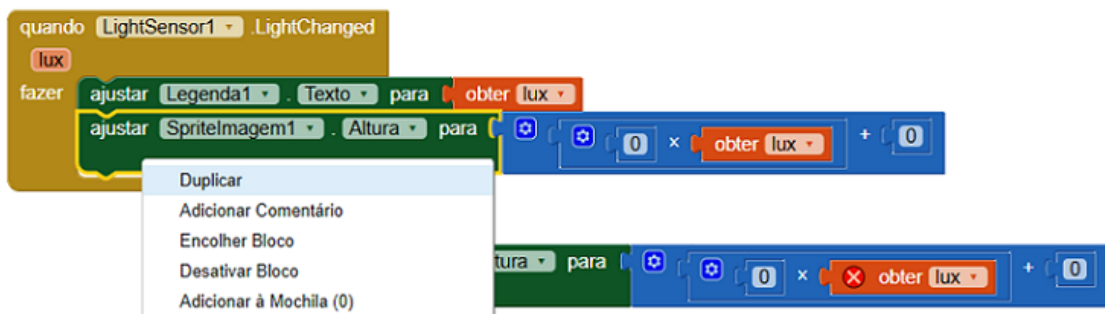 quando LightSensor1 .LightChanged
lux
fazer ajustar Legenda1 . Texto para obter lux
ajustar SpriteImagem1 . Altura para 0 × obter lux + 0
Duplicar
Adicionar Comentário
Encolher Bloco
tura para 0 × obter lux + 0
Desativar Bloco
Adicionar à Mochila (0)